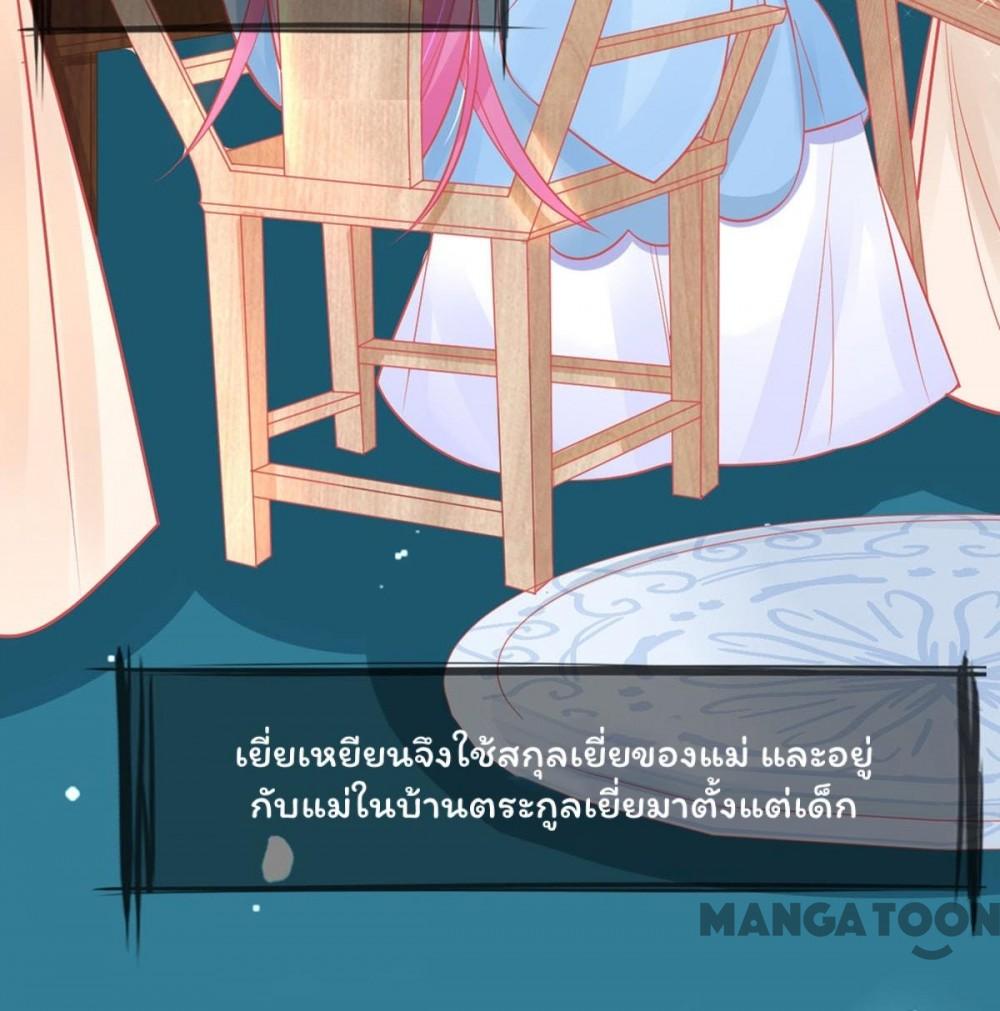 เยี่ยเหยียนจึงใช้สกุลเยี่ยของแม่ และอยู่
กับแม่ในบ้านตระกูลเยี่ยมาตั้งแต่เด็ก
MANGATOON